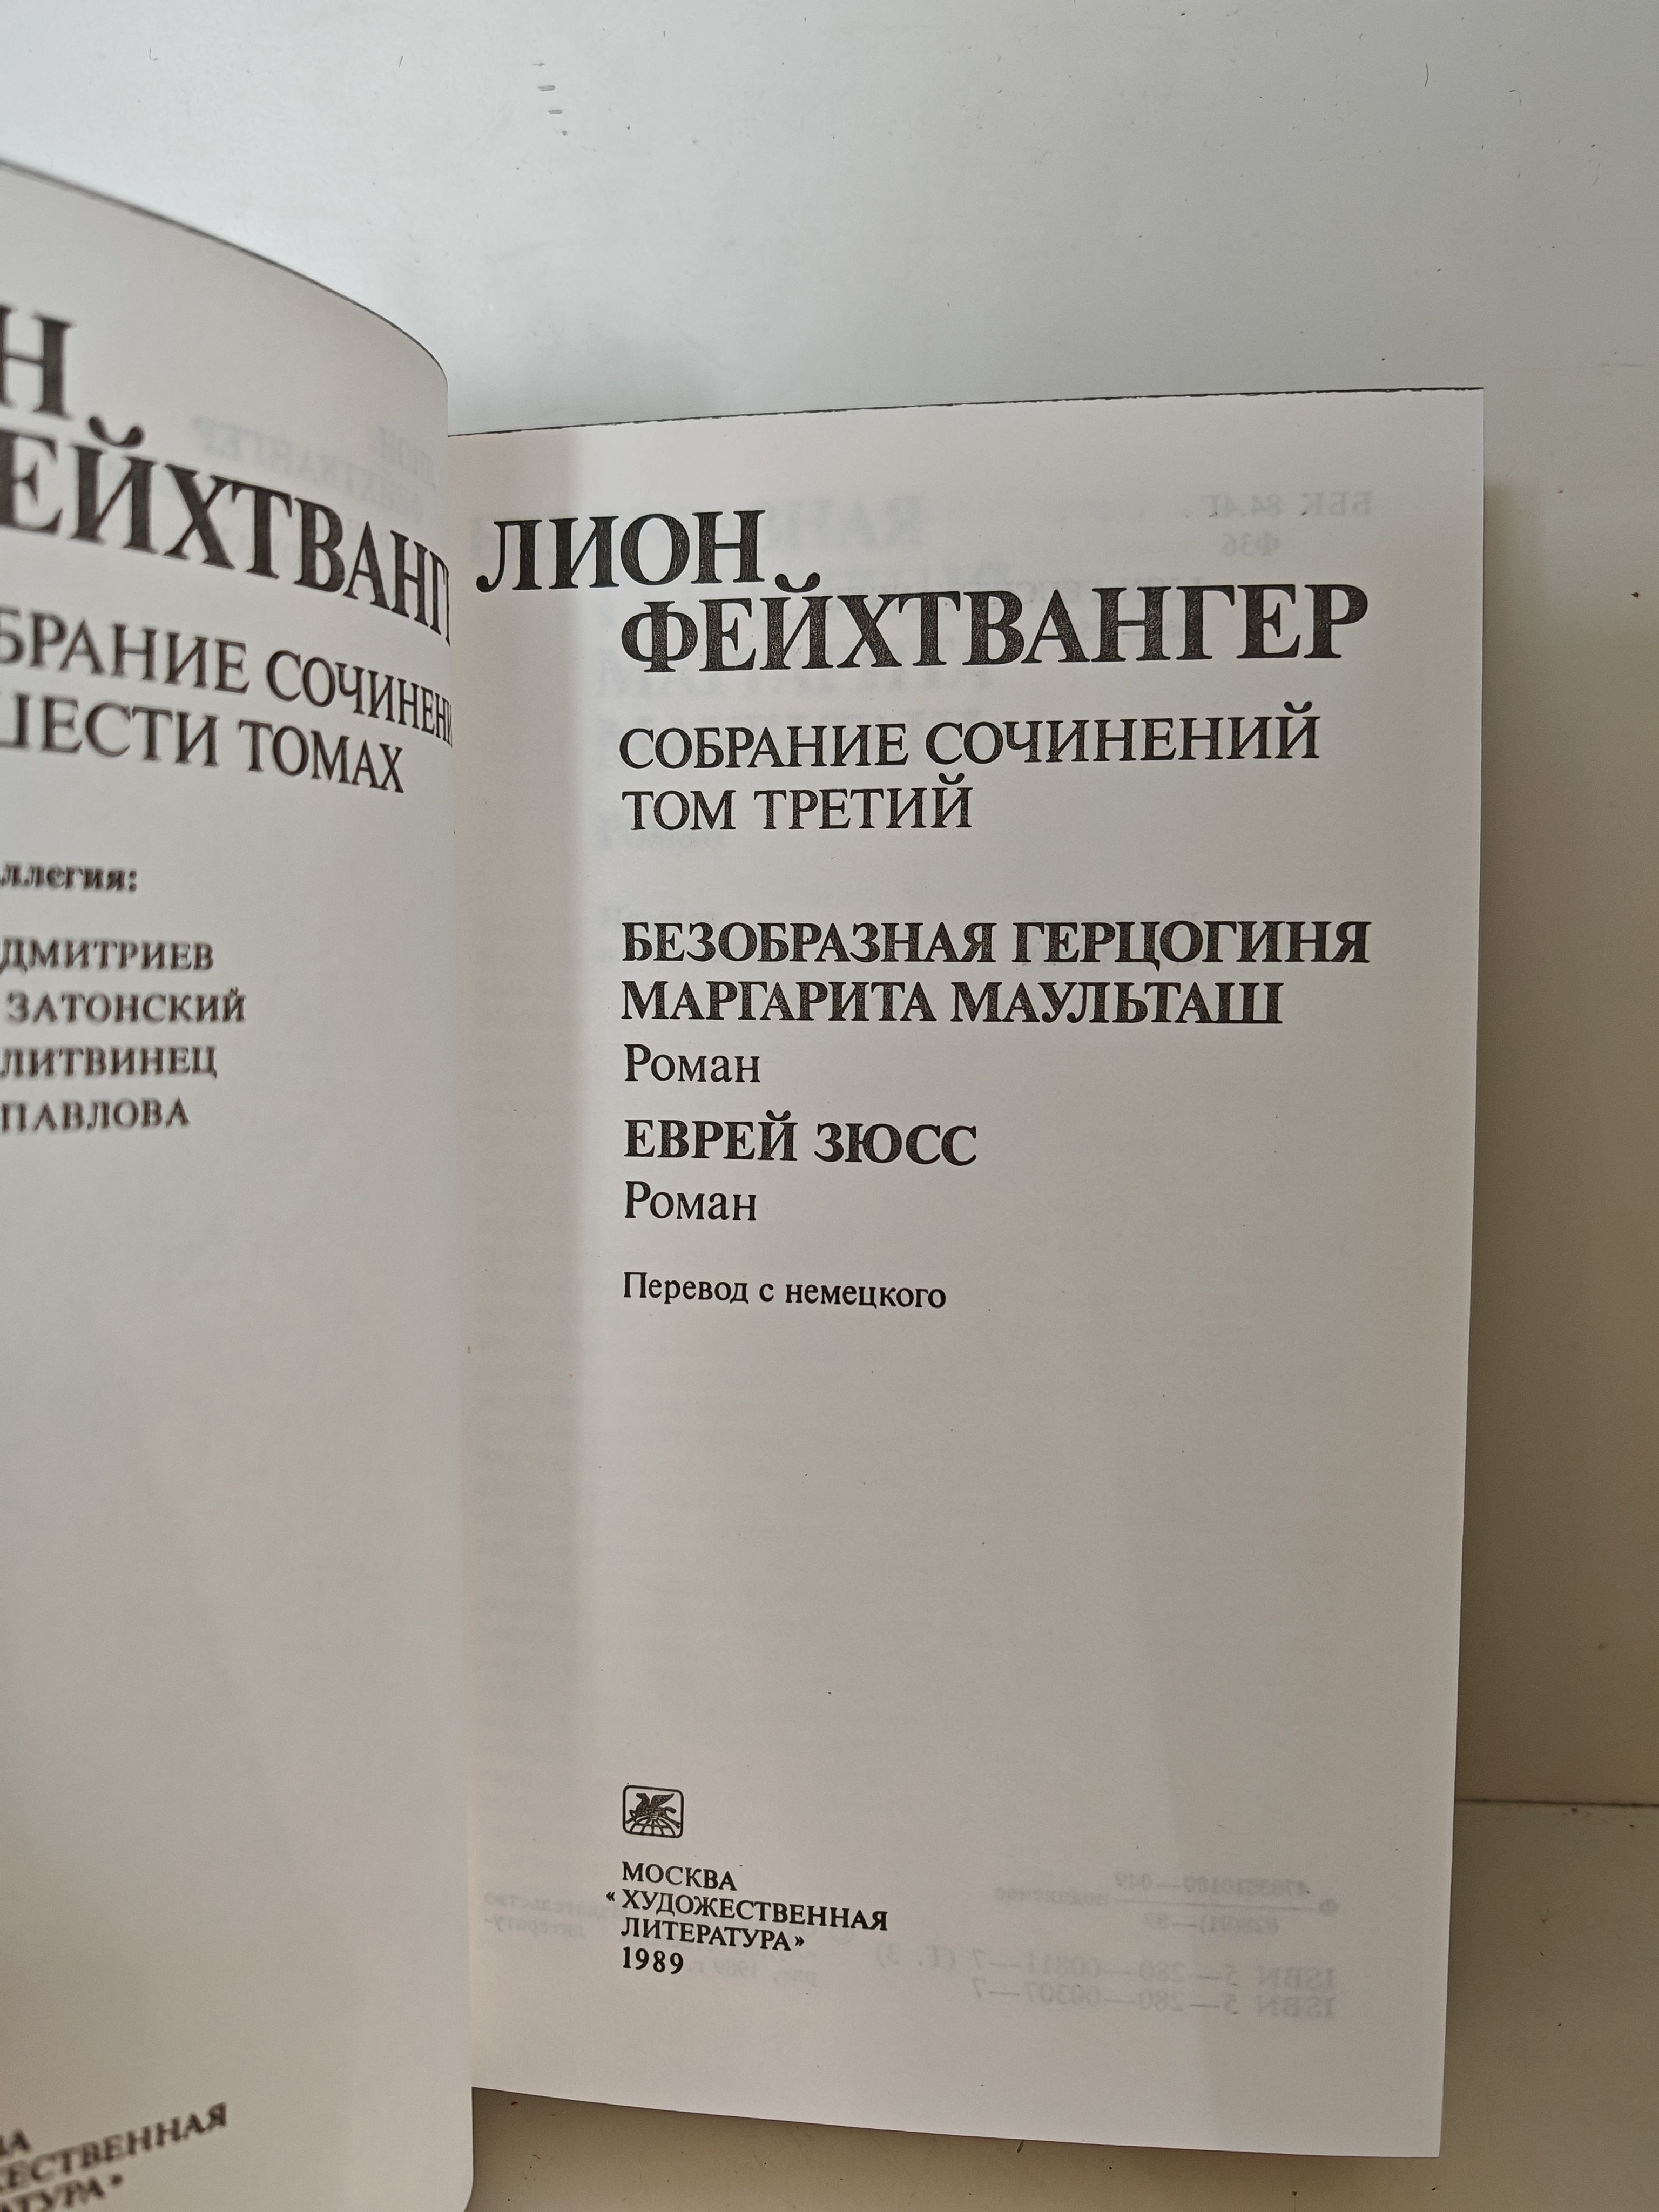 ЕЙХТВАНГ
БРАНИЕ СОЧИНЕНИ
ТОМАХ
ллегия:
ДМИТРИЕВ
ЗАТОНСКИЙ
ЛИТВИНЕЦ
ПАВЛОВА
ЛИОН
ФЕЙХТВАНГЕР
СОБРАНИЕ СОЧИНЕНИЙ
ТОМ ТРЕТИЙ
БЕЗОБРАЗНАЯ ГЕРЦОГИНЯ
МАРГАРИТА МАУЛЬТАШ
Роман
ЕВРЕЙ ЗЮСС
Роман
Перевод с немецкого
МОСКВА
«ХУДОЖЕСТВЕННАЯ
ЛИТЕРАТУРА»
1989